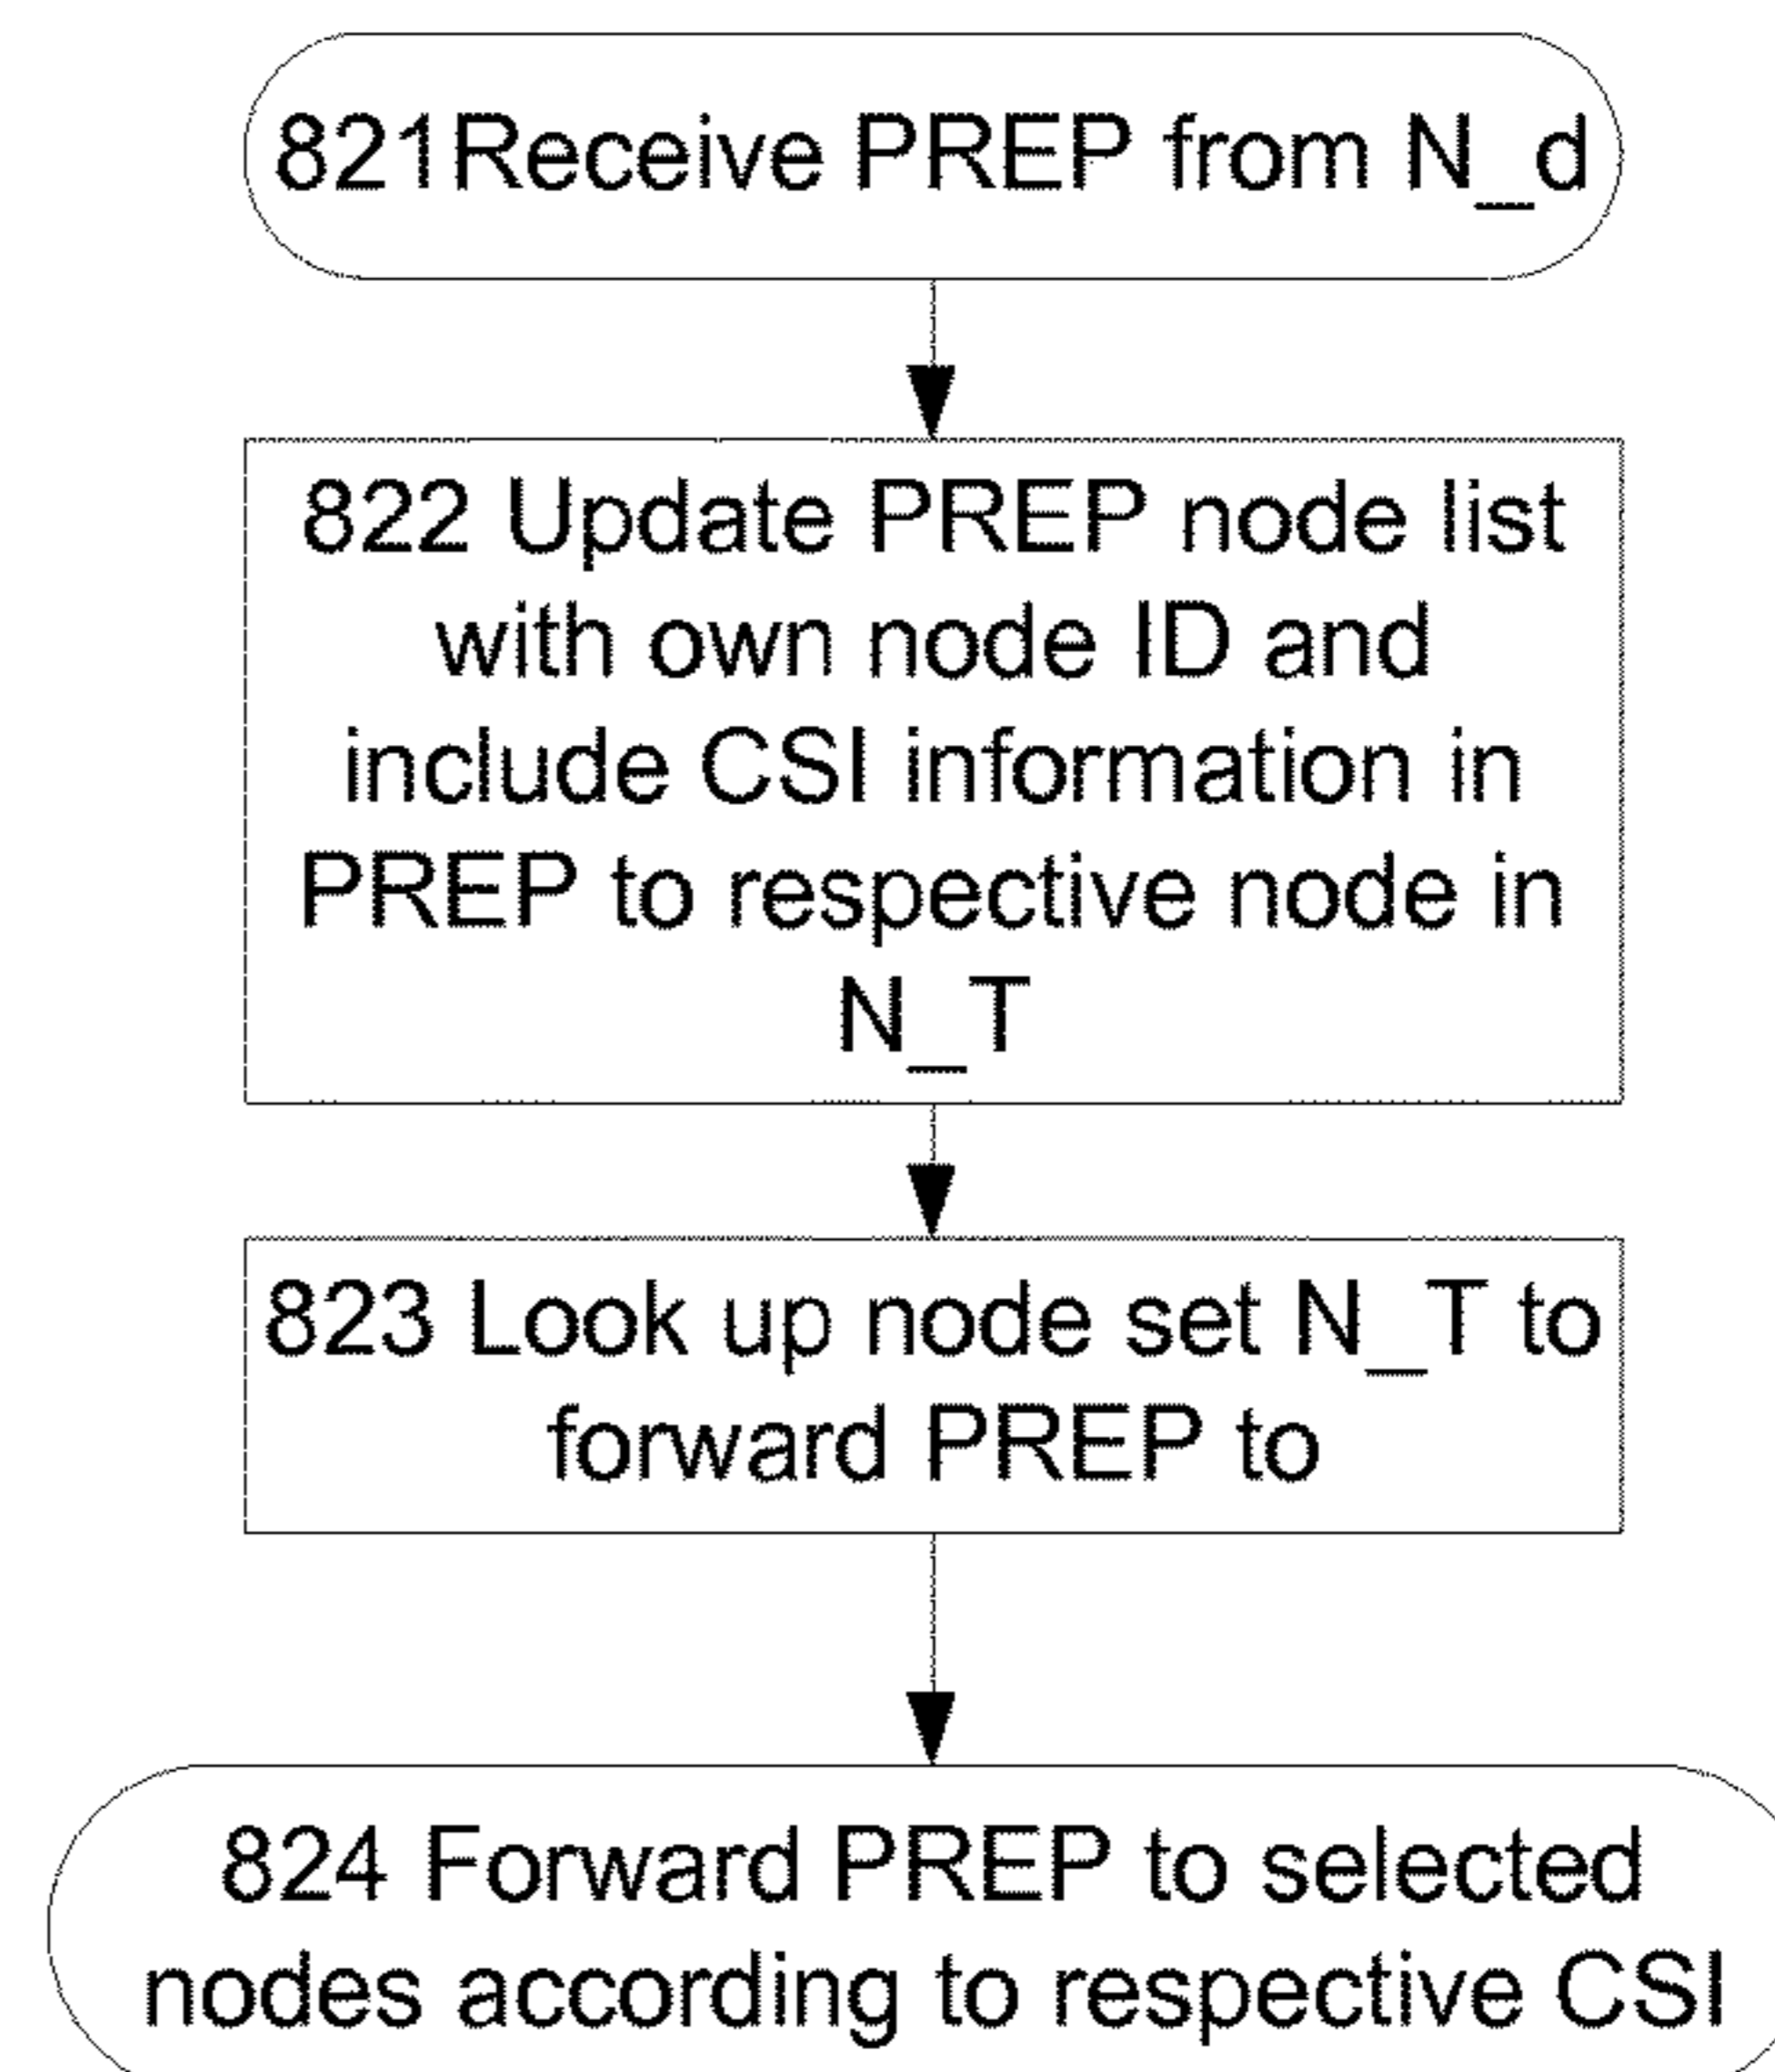 821Receive PREP from N_d
822 Update PREP node list
with own node ID and
include CSI information in
PREP to respective node in
N_T
823 Look up node set N_T to
forward PREP to
824 Forward PREP to selected
nodes according to respective CSI